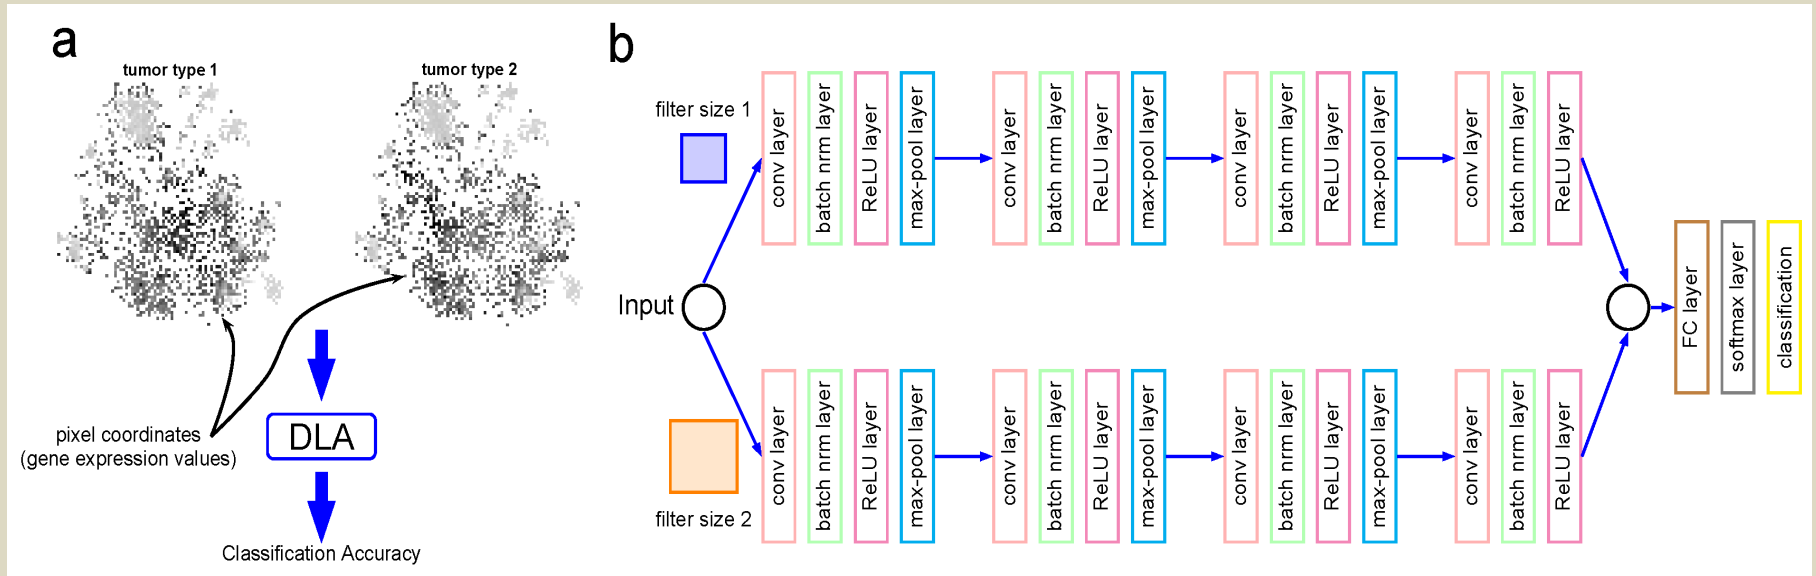 a
tumor type 1
tumor type 2
pixel coordinates
(gene expression values)
DLA
Classification Accuracy
b
filter size 1
Input
filter size 2
conv layer
batch nrm layer
ReLU layer
max-pool layer
conv layer
batch nrm layer
ReLU layer
max-pool layer
conv layer
batch nrm layer
ReLU layer
max-pool layer
conv layer
batch nrm layer
ReLU layer
conv layer
batch nrm layer
ReLU layer
max-pool layer
conv layer
batch nrm layer
ReLU layer
max-pool layer
conv layer
batch nrm layer
ReLU layer
max-pool layer
conv layer
batch nrm layer
ReLU layer
FC layer
softmax layer
classification